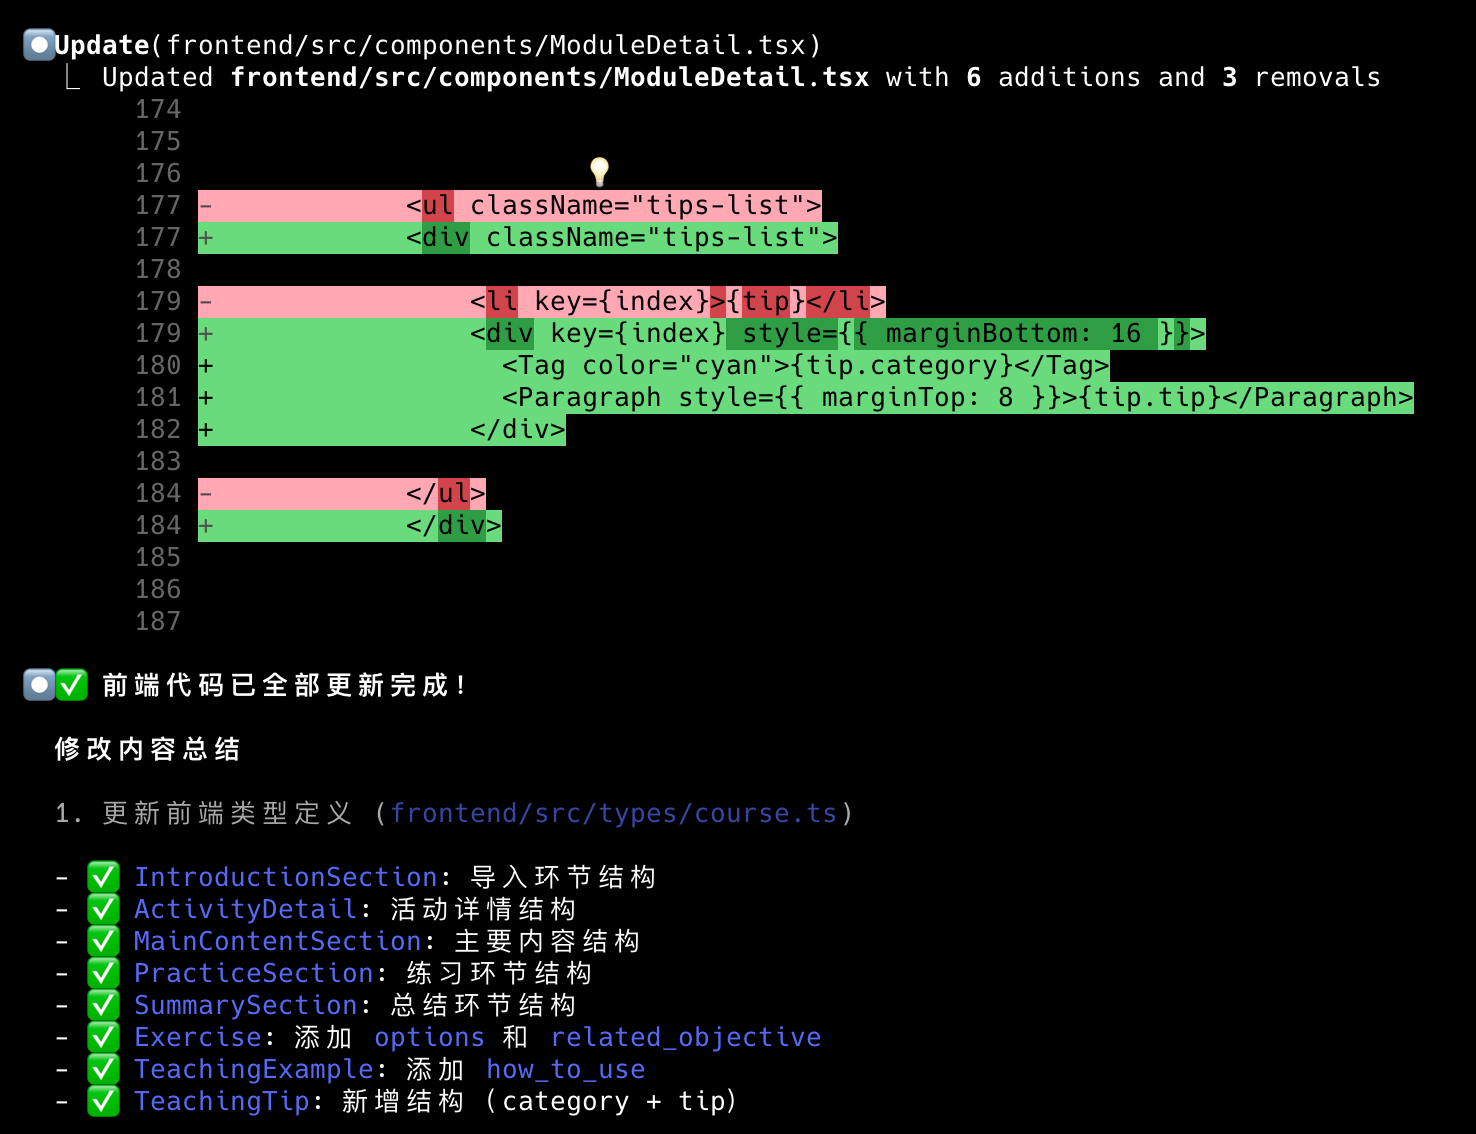 Update(frontend/src/components/ModuleDetail.tsx)
⎿ Updated frontend/src/components/ModuleDetail.tsx with 6 additions and 3 removals
174
175
176
177 -             <ul className="tips-list">
177 +             <div className="tips-list">
178
179 -                 <li key={index}>{tip}</li>
179 +                 <div key={index} style={{ marginBottom: 16 }}>
180 +                   <Tag color="cyan">{tip.category}</Tag>
181 +                   <Paragraph style={{ marginTop: 8 }}>{tip.tip}</Paragraph>
182 +                 </div>
183
184 -             </ul>
184 +             </div>
185
186
187
✅ 前端代码已全部更新完成!
修改内容总结
1. 更新前端类型定义 (frontend/src/types/course.ts)
- ✅ IntroductionSection: 导入环节结构
- ✅ ActivityDetail: 活动详情结构
- ✅ MainContentSection: 主要内容结构
- ✅ PracticeSection: 练习环节结构
- ✅ SummarySection: 总结环节结构
- ✅ Exercise: 添加 options 和 related_objective
- ✅ TeachingExample: 添加 how_to_use
- ✅ TeachingTip: 新增结构 (category + tip)